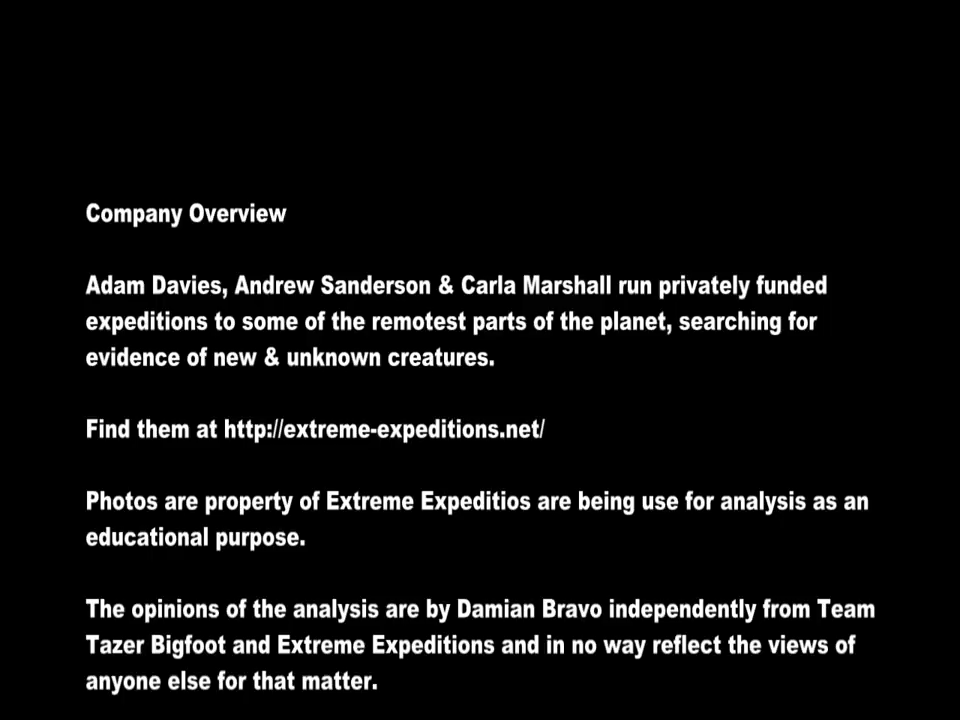 Company Overview
Adam Davies, Andrew Sanderson & Carla Marshall run privately funded
expeditions to some of the remotest parts of the planet, searching for
evidence of new & unknown creatures.
Find them at http://extreme-expeditions.net/
Photos are property of Extreme Expeditios are being use for analysis as an
educational purpose.
The opinions of the analysis are by Damian Bravo independently from Team
Tazer Bigfoot and Extreme Expeditions and in no way reflect the views of
anyone else for that matter.